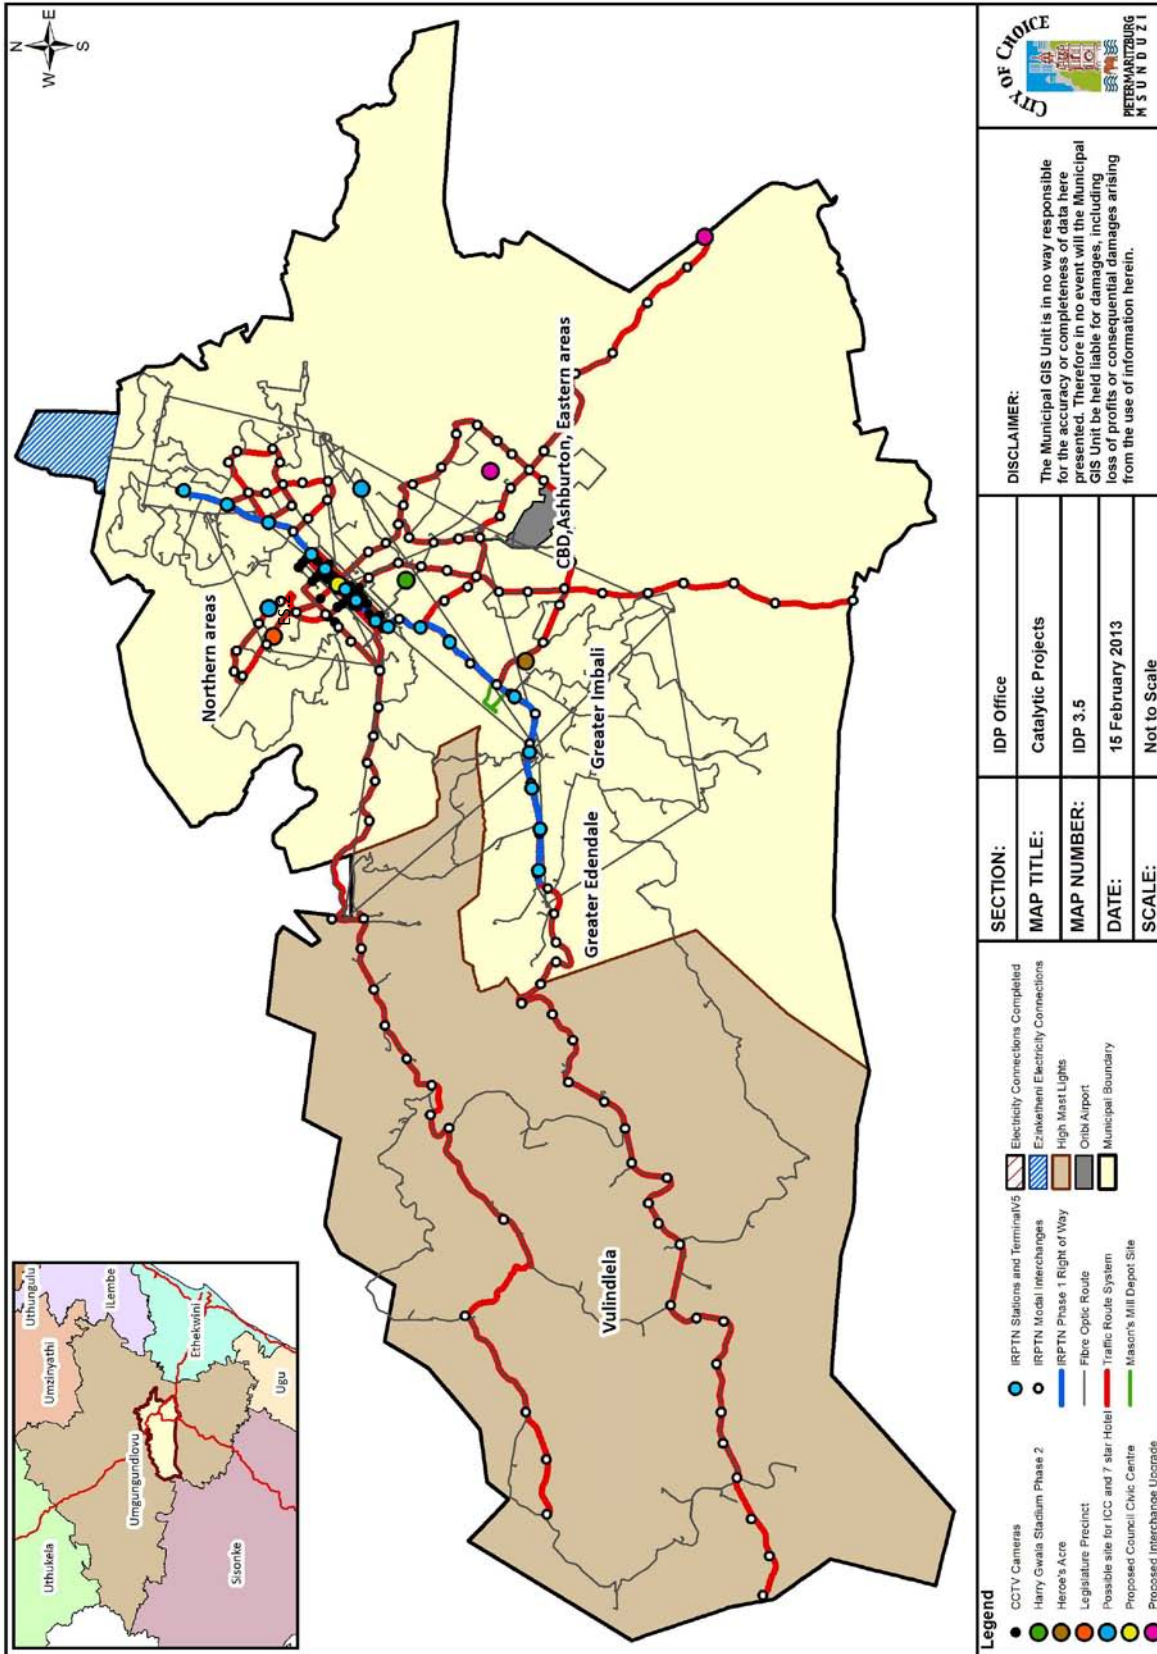 N
W
E
S
Northern areas
ES
CBD,Ashburton, Eastern areas
Greater Imbali
Greater Edendale
Vulindlela
Uthungulu
Umzinyathi
iLembe
Uthukela
Umgungundlovu
Ethekwini
Ugu
Sisonke
Legend
CCTV Cameras
Harry Gwala Stadium Phase 2
Heroe's Acre
Legislature Precinct
Possible site for ICC and 7 star Hotel
Proposed Council Civic Centre
Proposed Interchange Upgrade
IRPTN Stations and TerminalV5
IRPTN Modal Interchanges
IRPTN Phase 1 Right of Way
Fibre Optic Route
Traffic Route System
Mason's Mill Depot Site
Electricity Connections Completed
Ezinketheni Electricity Connections
High Mast Lights
Oribi Airport
Municipal Boundary
SECTION: IDP Office
MAP TITLE: Catalytic Projects
MAP NUMBER: IDP 3.5
DATE: 15 February 2013
SCALE: Not to Scale
DISCLAIMER:
The Municipal GIS Unit is in no way responsible
for the accuracy or completeness of data here
presented. Therefore in no event will the Municipal
GIS Unit be held liable for damages, including
loss of profits or consequential damages arising
from the use of information herein.
CITY OF CHOICE
PIETERMARITZBURG
MSUNDUZI